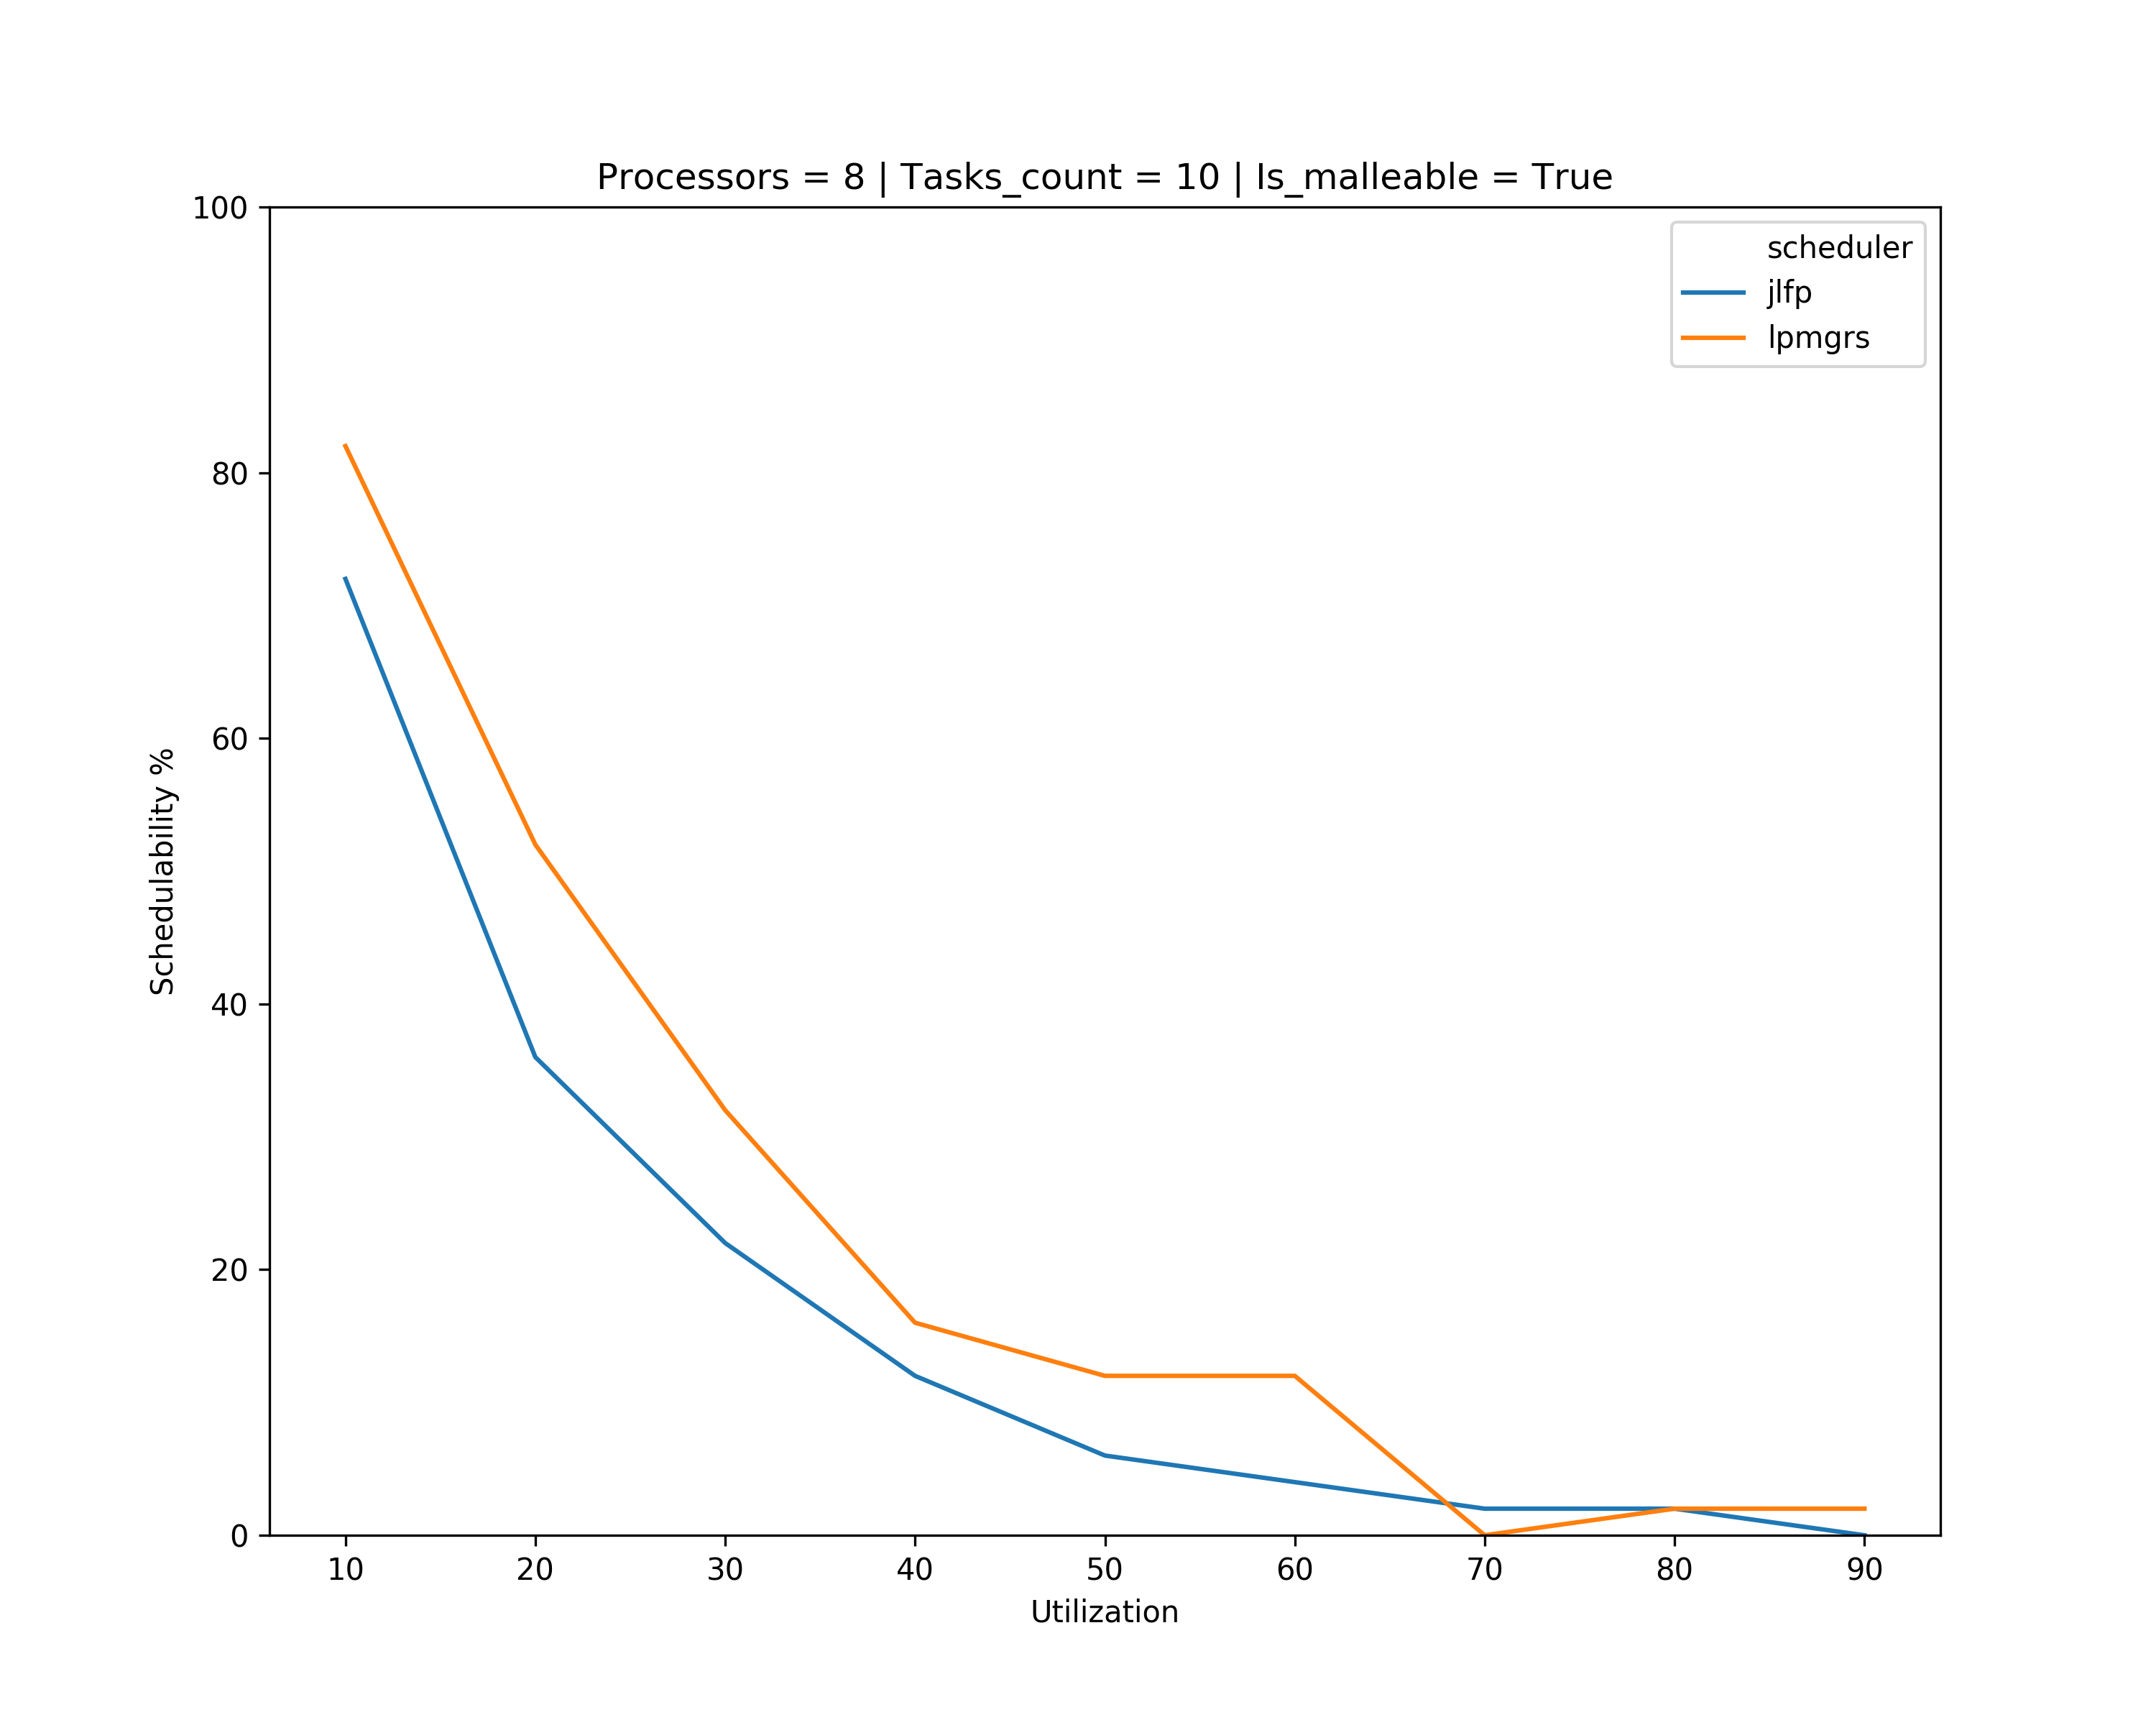 Processors = 8 | Tasks_count = 10 | Is_malleable = True
scheduler
jlfp
lpmgrs
Schedulability %
100
80
60
40
20
0
10 20 30 40 50 60 70 80 90
Utilization